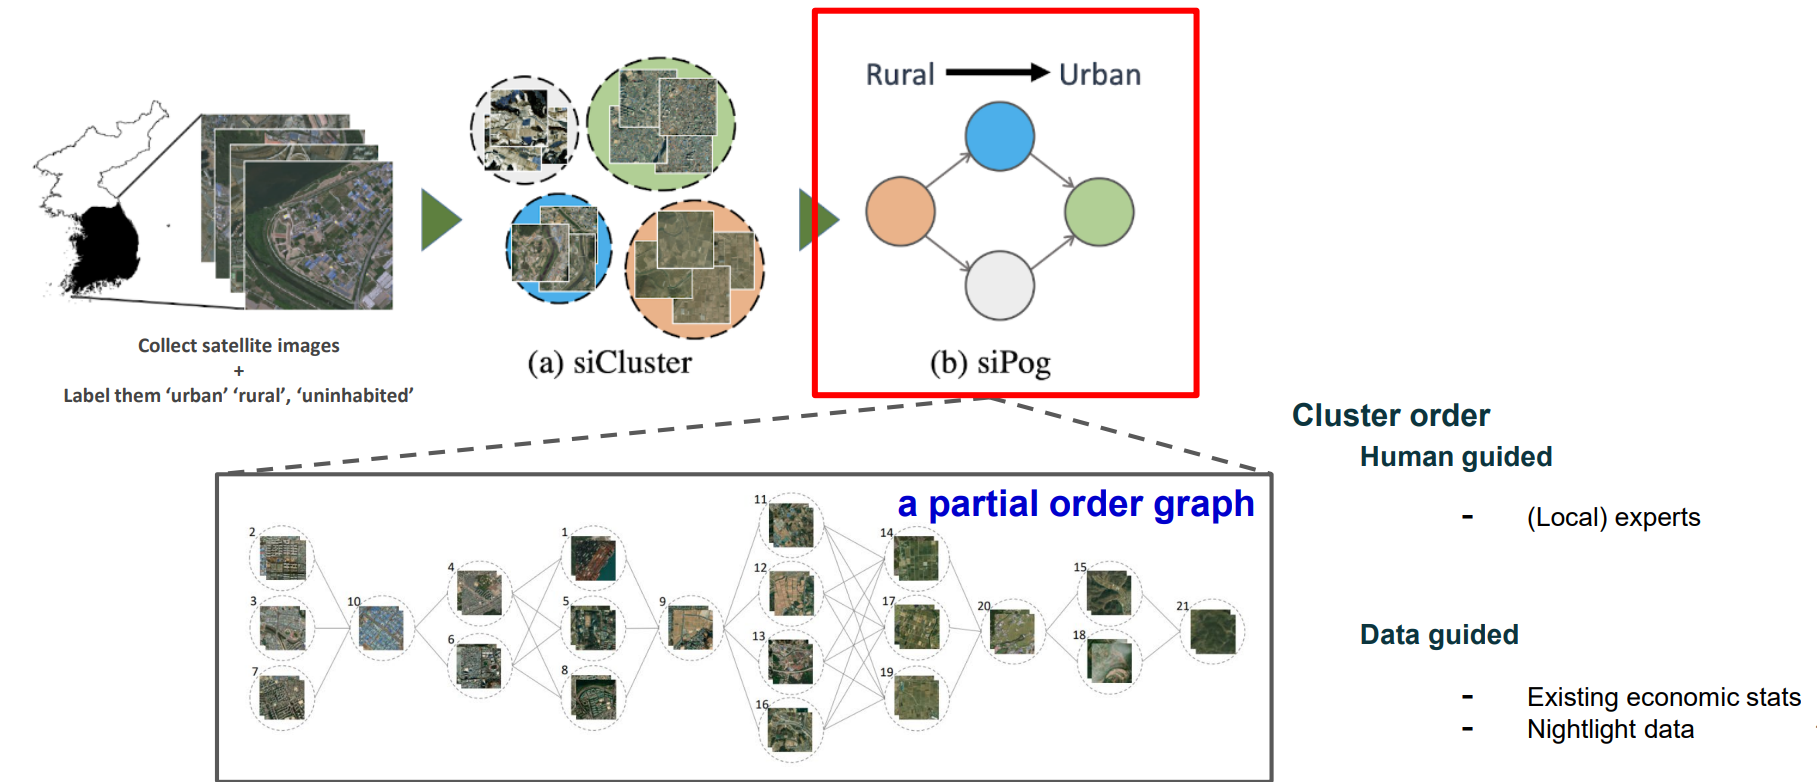 Rural
Urban
Collect satellite images
+
Label them ‘urban’ ‘rural’, ‘uninhabited’
(a) siCluster
(b) siPog
Cluster order
Human guided
- (Local) experts
Data guided
- Existing economic stats
- Nightlight data
a partial order graph
2
3
7
10
4
6
1
5
8
9
11
12
13
16
14
17
19
20
15
18
21